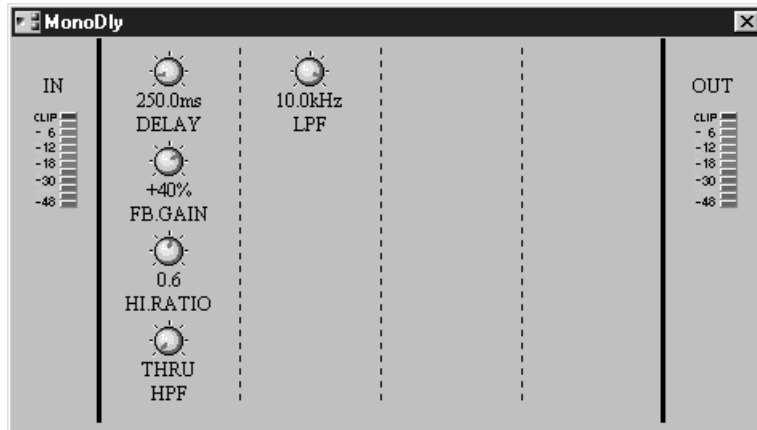 MonoDly
IN
CLIP
- 6
-12
-18
-30
-48
250.0ms
DELAY
+40%
FB.GAIN
0.6
HI.RATIO
THRU
HPF
10.0kHz
LPF
OUT
CLIP
- 6
-12
-18
-30
-48